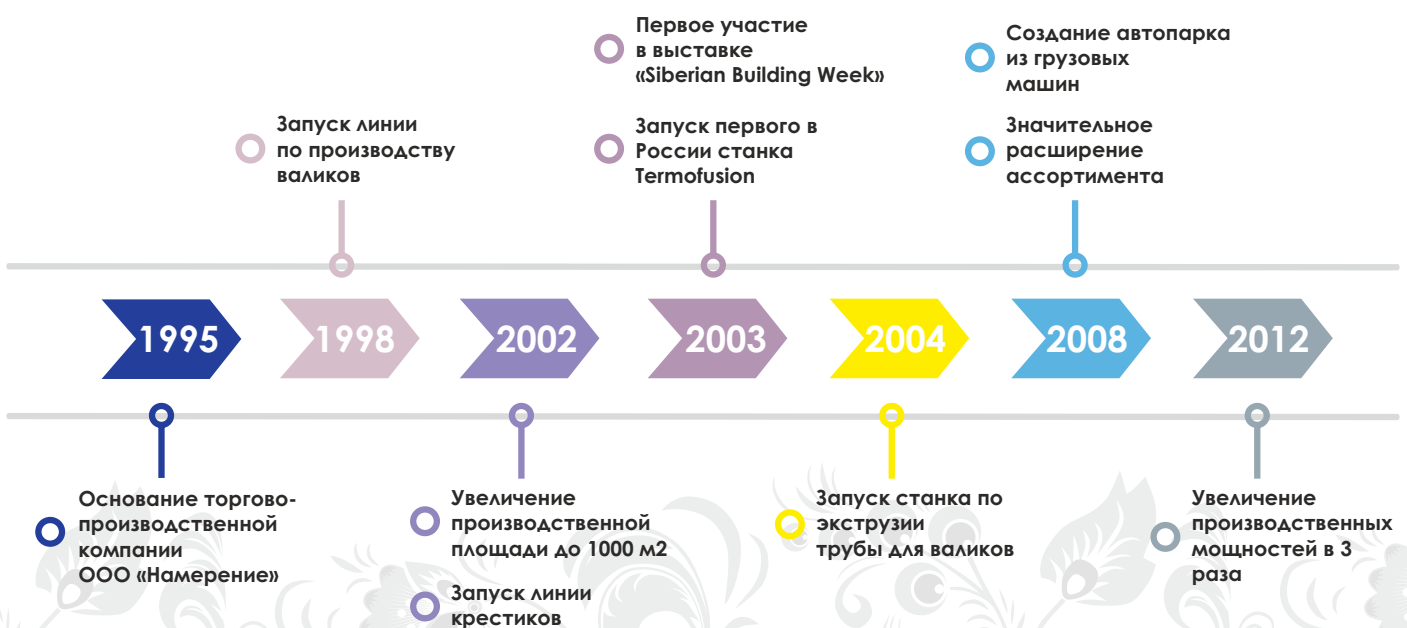 Первое участие
в выставке
«Siberian Building Week»
Создание автопарка
из грузовых
машин
Запуск линии
по производству
валиков
Запуск первого в
России станка
Termofusion
Значительное
расширение
ассортимента
1995
1998
2002
2003
2004
2008
2012
Основание торгово-
производственной
компании
ООО «Намерение»
Увеличение
производственной
площади до 1000 м2
Запуск линии
крестиков
Запуск станка по
экструзии
трубы для валиков
Увеличение
производственных
мощностей в 3
раза